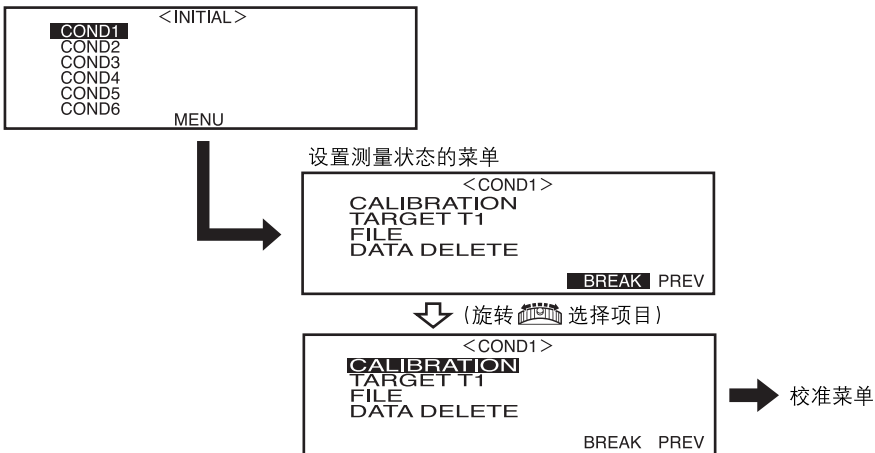 <INITIAL>
COND1
COND2
COND3
COND4
COND5
COND6
MENU
设置测量状态的菜单
<COND1>
CALIBRATION
TARGET T1
FILE
DATA DELETE
BREAK PREV
(旋转 选择项目)
<COND1>
CALIBRATION
TARGET T1
FILE
DATA DELETE
BREAK PREV
校准菜单